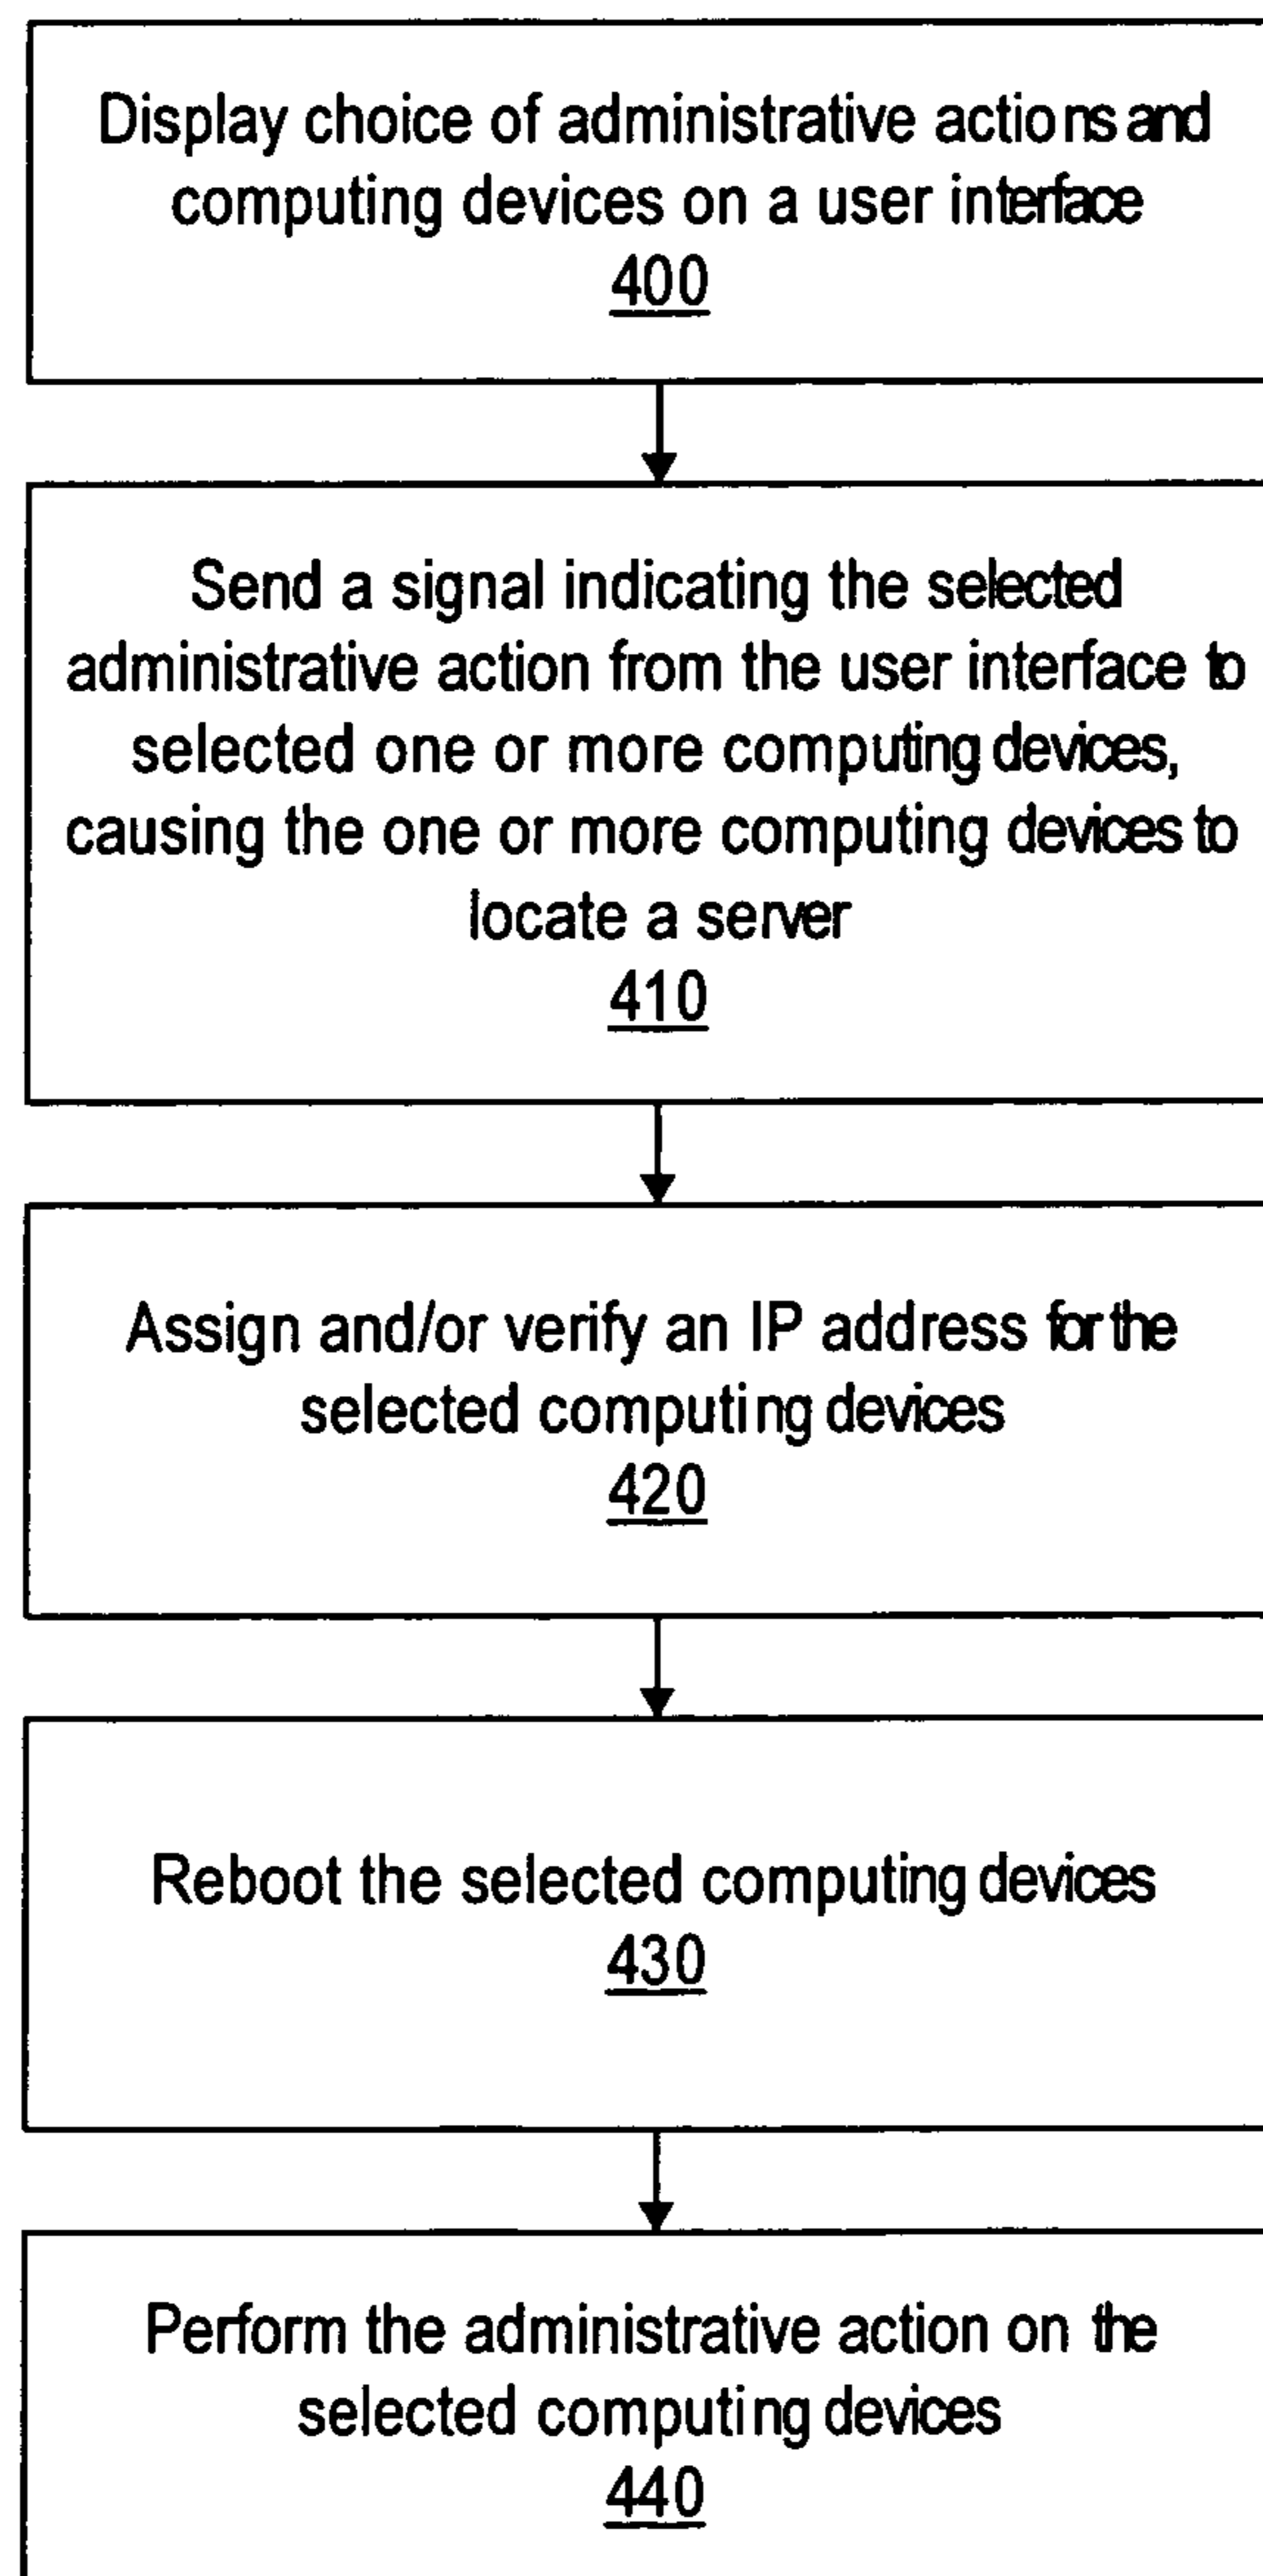 Display choice of administrative actions and
computing devices on a user interface
400
Send a signal indicating the selected
administrative action from the user interface to
selected one or more computing devices,
causing the one or more computing devices to
locate a server
410
Assign and/or verify an IP address for the
selected computing devices
420
Reboot the selected computing devices
430
Perform the administrative action on the
selected computing devices
440